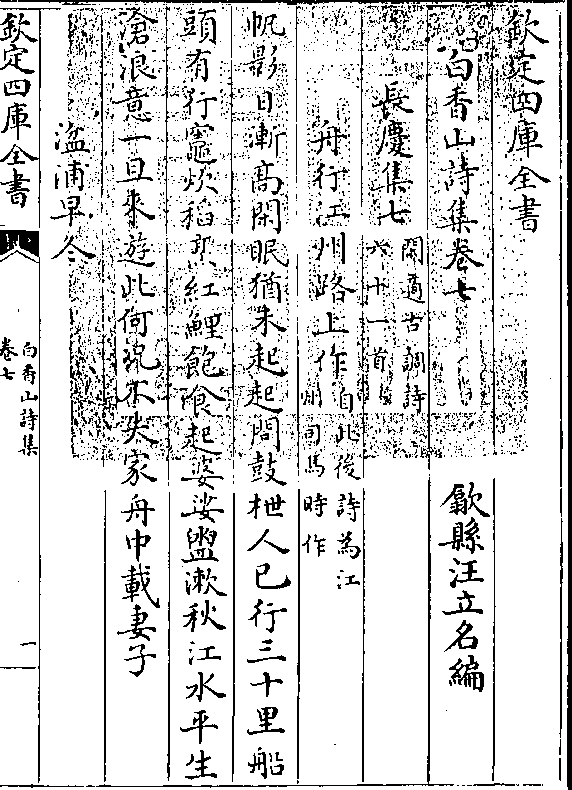 欽定四庫全書
白香山詩集卷七
歙縣汪立名編
長慶集七
閑適古調詩
六十一首
舟行江州路上作
自此後詩為江
州司馬時作
帆影日漸高閑眠猶未起起問鼓枻人已行三十里船
頭有行竈炊稻烹紅鯉飽飡起婆娑盥漱秋江水平生
滄浪意一旦來遊此何況不失家舟中載妻子
湓浦早冬
欽定四庫全書
白香山詩集
卷七
一